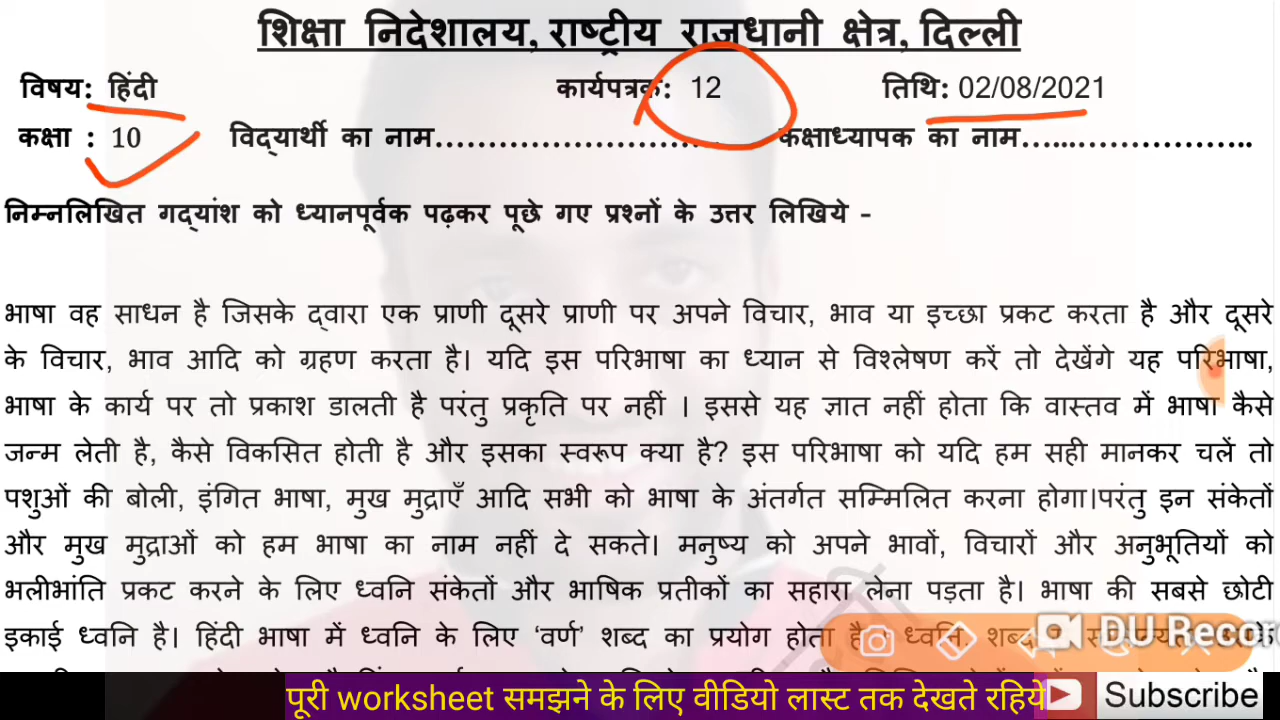 शिक्षा निदेशालय, राष्ट्रीय राजधानी क्षेत्र, दिल्ली
विषय: हिंदी कार्यपत्रक: 12 तिथि: 02/08/2021
कक्षा : 10 विद्यार्थी का नाम.......................... कक्षाध्यापक का नाम.......................
निम्नलिखित गद्यांश को ध्यानपूर्वक पढ़कर पूछे गए प्रश्नों के उत्तर लिखिये –
भाषा वह साधन है जिसके द्वारा एक प्राणी दूसरे प्राणी पर अपने विचार, भाव या इच्छा प्रकट करता है और दूसरे
के विचार, भाव आदि को ग्रहण करता है। यदि इस परिभाषा का ध्यान से विश्लेषण करें तो देखेंगे यह परिभाषा,
भाषा के कार्य पर तो प्रकाश डालती है परंतु प्रकृति पर नहीं । इससे यह ज्ञात नहीं होता कि वास्तव में भाषा कैसे
जन्म लेती है, कैसे विकसित होती है और इसका स्वरूप क्या है? इस परिभाषा को यदि हम सही मानकर चलें तो
पशुओं की बोली, इंगित भाषा, मुख मुद्राएँ आदि सभी को भाषा के अंतर्गत सम्मिलित करना होगा।परंतु इन संकेतों
और मुख मुद्राओं को हम भाषा का नाम नहीं दे सकते। मनुष्य को अपने भावों, विचारों और अनुभूतियों को
भलीभांति प्रकट करने के लिए ध्वनि संकेतों और भाषिक प्रतीकों का सहारा लेना पड़ता है। भाषा की सबसे छोटी
इकाई ध्वनि है। हिंदी भाषा में ध्वनि के लिए ‘वर्ण’ शब्द का प्रयोग होता है ध्वनि शब्द
DU Recor
पूरी worksheet समझने के लिए वीडियो लास्ट तक देखते रहिये
Subscribe